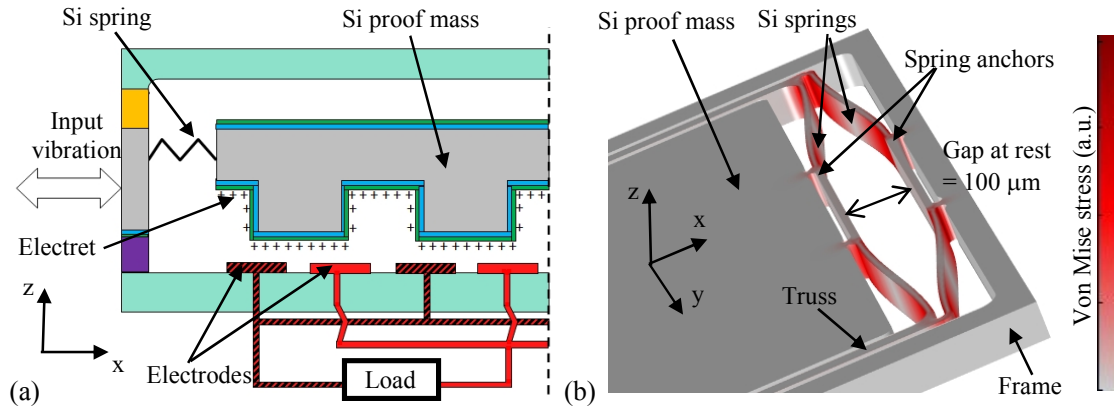 Si spring
Si proof mass
Input
vibration
Electret
+ + + + + + + + + + + + + + + + + +
z
x
Electrodes
Load
(a)
Si proof mass
Si springs
Spring anchors
Gap at rest
= 100 μm
z
x
y
Truss
Frame
(b)
Von Mise stress (a.u.)